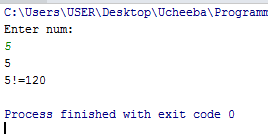 C:\Users\USER\Desktop\Ucheeba\Programm
Enter num:
5
5
5!=120
Process finished with exit code 0